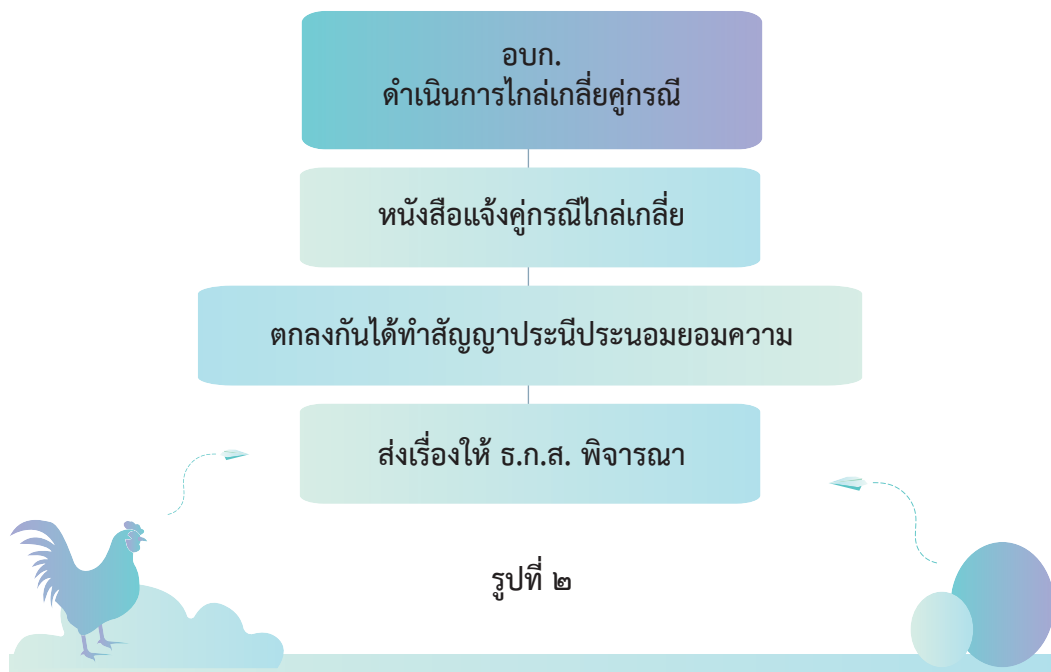 อบก.
ดำเนินการไกล่เกลี่ยคู่กรณี
หนังสือแจ้งคู่กรณีไกล่เกลี่ย
ตกลงกันได้ทำสัญญาประนีประนอมยอมความ
ส่งเรื่องให้ ธ.ก.ส. พิจารณา
รูปที่ ๒